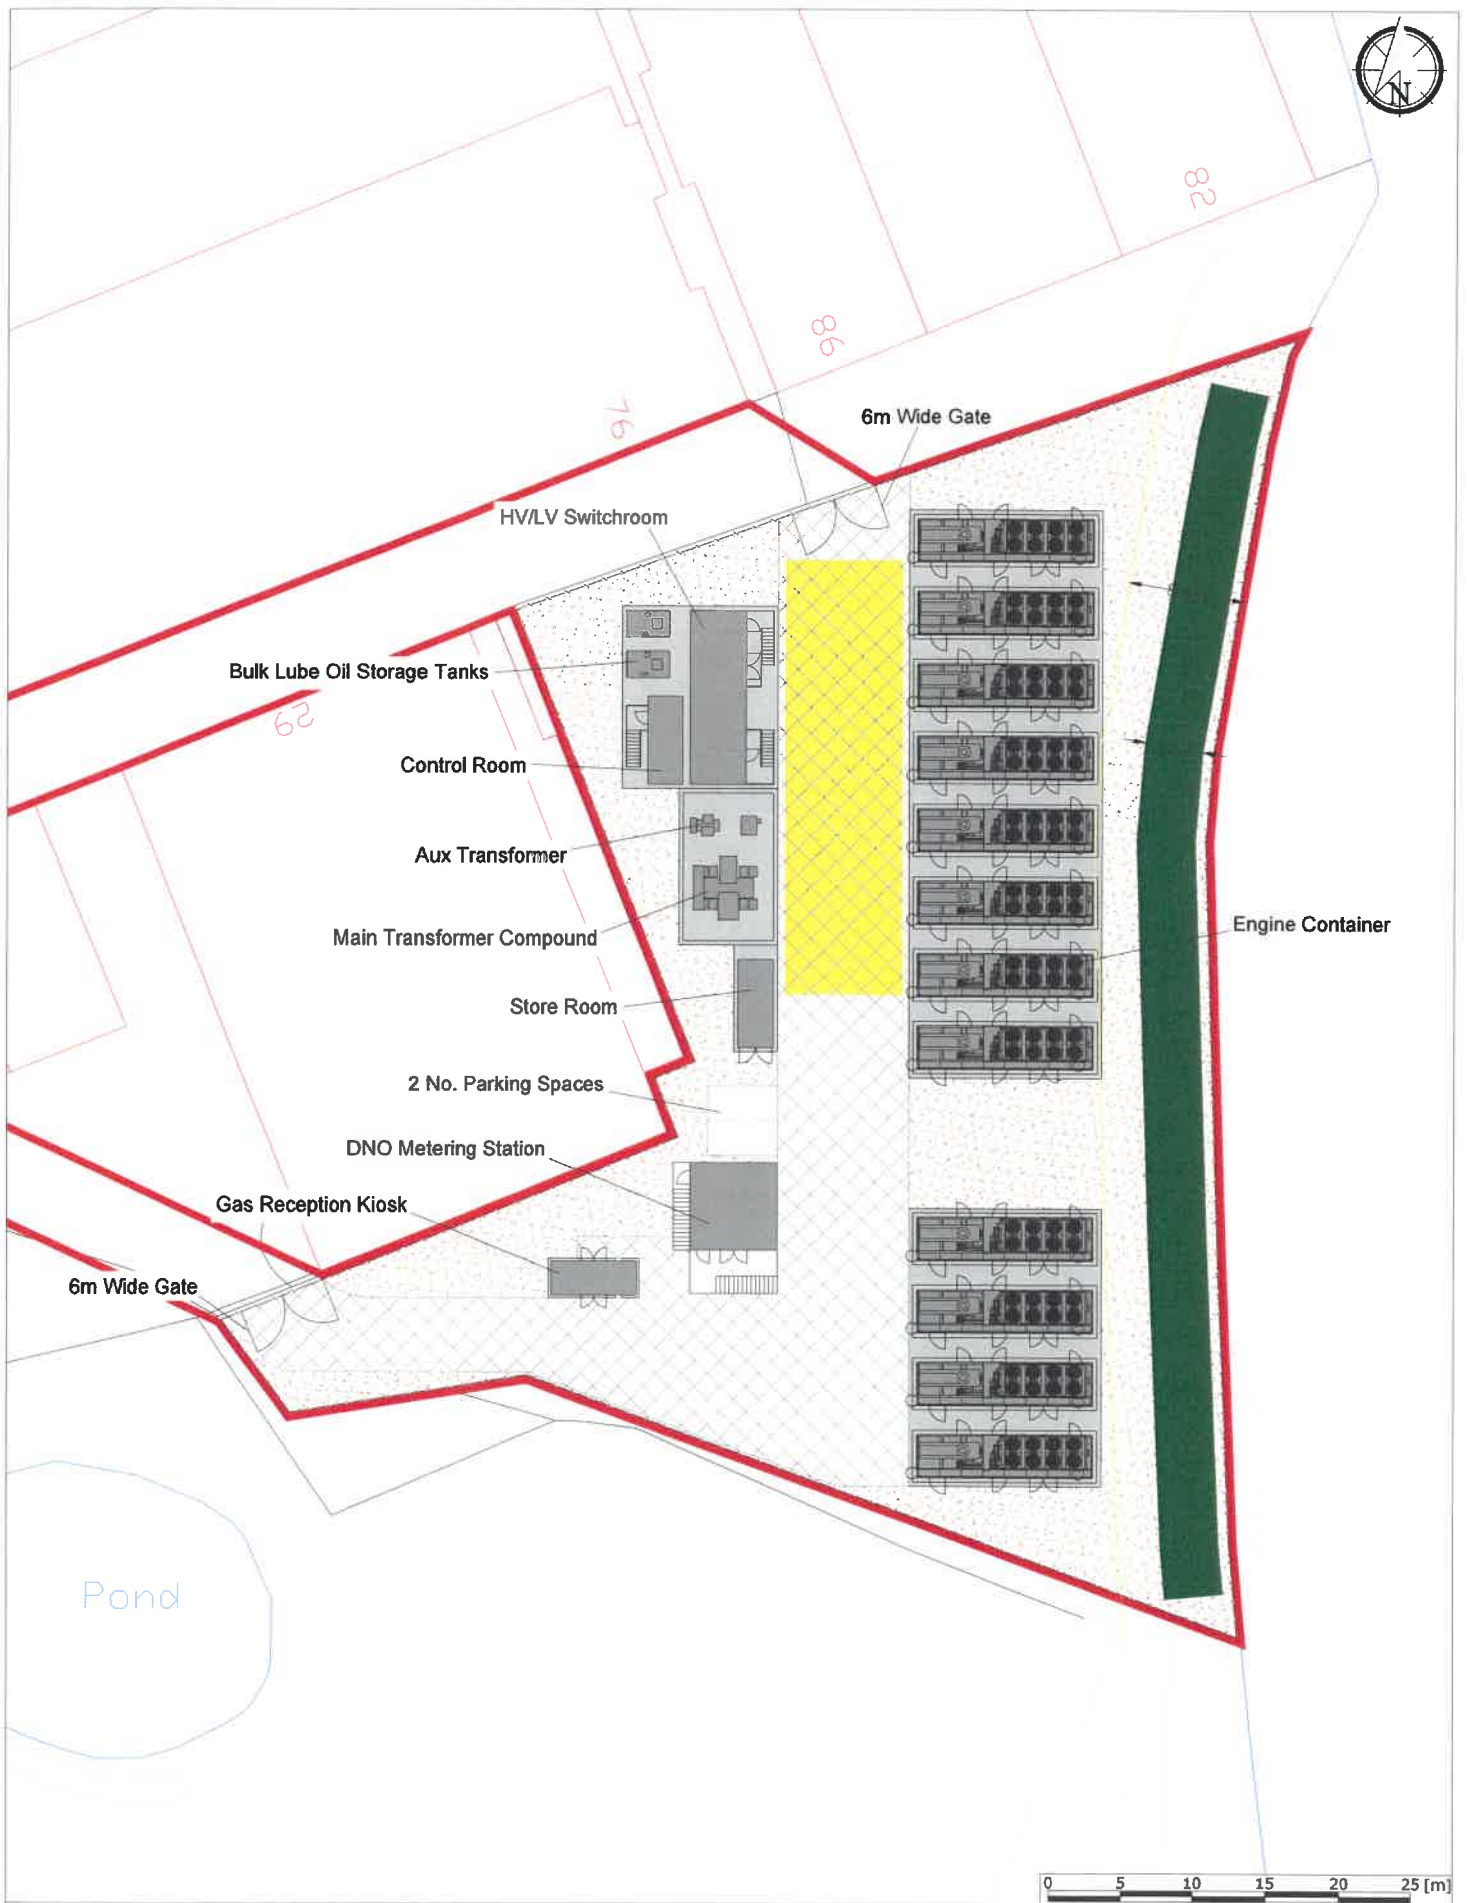 N
82
86
76
6m Wide Gate
HV/LV Switchroom
Bulk Lube Oil Storage Tanks
29
Control Room
Aux Transformer
Main Transformer Compound
Engine Container
Store Room
2 No. Parking Spaces
DNO Metering Station
Gas Reception Kiosk
6m Wide Gate
Pond
0 5 10 15 20 25 [m]